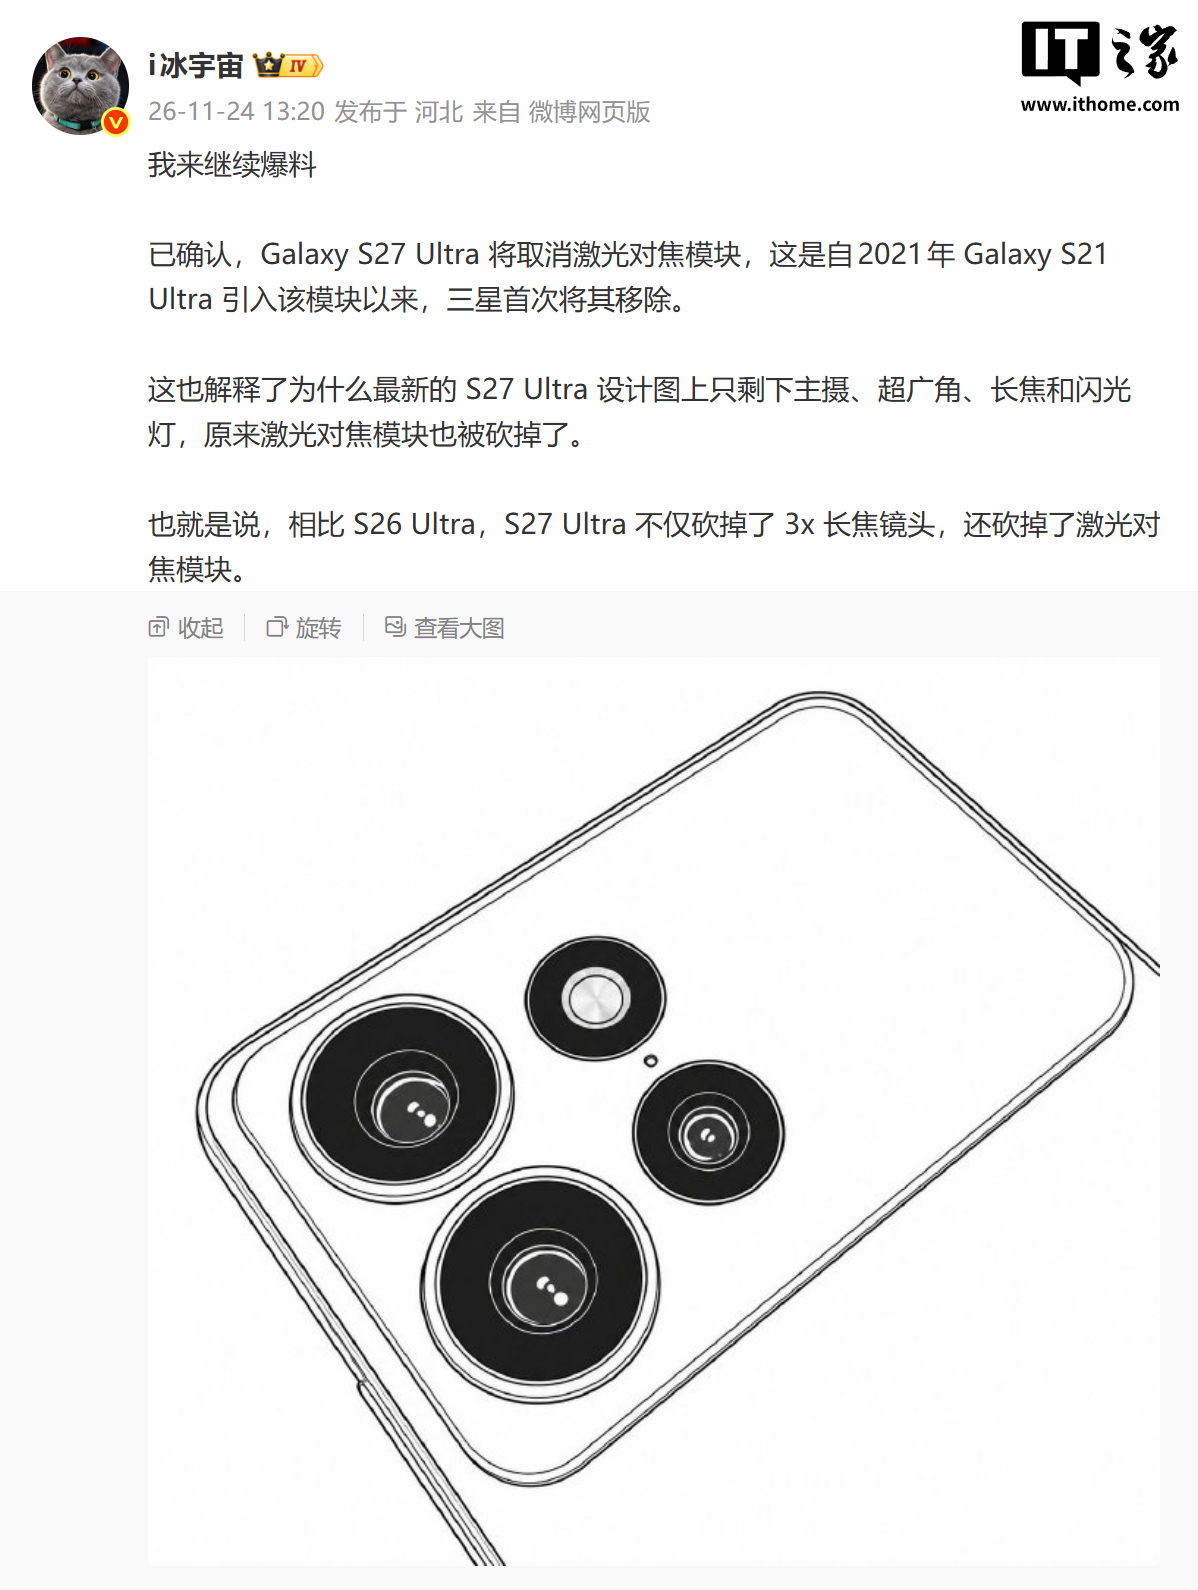 i冰宇宙 IV
IT之家
www.ithome.com
26-11-24 13:20 发布于 河北 来自 微博网页版
我来继续爆料
已确认，Galaxy S27 Ultra 将取消激光对焦模块，这是自2021年 Galaxy S21
Ultra 引入该模块以来，三星首次将其移除。
这也解释了为什么最新的 S27 Ultra 设计图上只剩下主摄、超广角、长焦和闪光
灯，原来激光对焦模块也被砍掉了。
也就是说，相比 S26 Ultra，S27 Ultra 不仅砍掉了 3x 长焦镜头，还砍掉了激光对
焦模块。
收起 旋转 查看大图